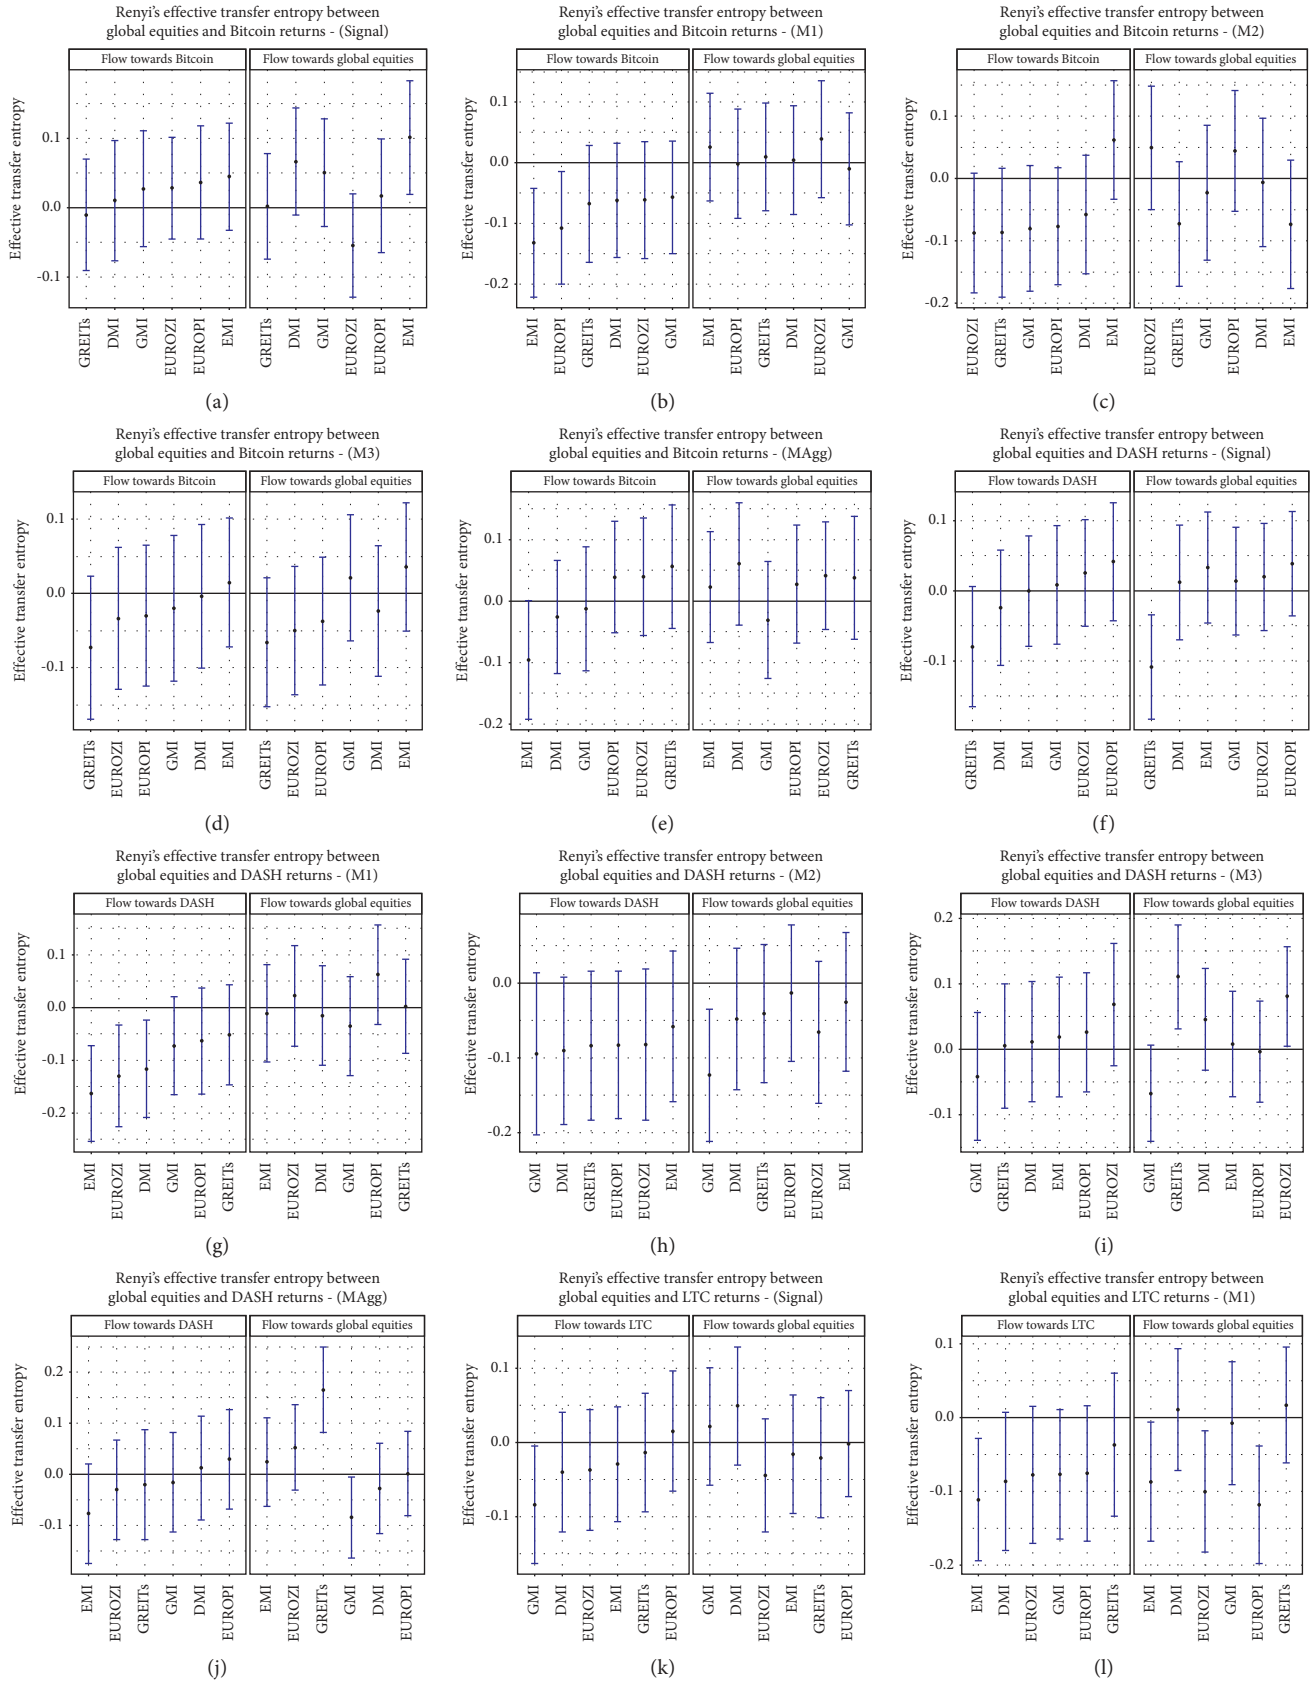 Renyi's effective transfer entropy between
global equities and Bitcoin returns - (Signal)
Flow towards Bitcoin
Flow towards global equities
Effective transfer entropy
0.1
0.0
-0.1
GREITs
DMI
GMI
EUROZI
EUROPI
EMI
GREITs
DMI
GMI
EUROZI
EUROPI
EMI
(a)
Renyi's effective transfer entropy between
global equities and Bitcoin returns - (M1)
Flow towards Bitcoin
Flow towards global equities
Effective transfer entropy
0.1
0.0
-0.1
-0.2
EMI
EUROPI
GREITs
DMI
EUROZI
GMI
EMI
EUROPI
GREITs
DMI
EUROZI
GMI
(b)
Renyi's effective transfer entropy between
global equities and Bitcoin returns - (M2)
Flow towards Bitcoin
Flow towards global equities
Effective transfer entropy
0.1
0.0
-0.1
-0.2
EUROZI
GREITs
GMI
EUROPI
DMI
EMI
EUROZI
GREITs
GMI
EUROPI
DMI
EMI
(c)
Renyi's effective transfer entropy between
global equities and Bitcoin returns - (M3)
Flow towards Bitcoin
Flow towards global equities
Effective transfer entropy
0.1
0.0
-0.1
GREITs
EUROZI
EUROPI
GMI
DMI
EMI
GREITs
EUROZI
EUROPI
GMI
DMI
EMI
(d)
Renyi's effective transfer entropy between
global equities and Bitcoin returns - (MAgg)
Flow towards Bitcoin
Flow towards global equities
Effective transfer entropy
0.1
0.0
-0.1
-0.2
EMI
DMI
GMI
EUROPI
EUROZI
GREITs
EMI
DMI
GMI
EUROPI
EUROZI
GREITs
(e)
Renyi's effective transfer entropy between
global equities and DASH returns - (Signal)
Flow towards DASH
Flow towards global equities
Effective transfer entropy
0.1
0.0
-0.1
GREITs
DMI
EMI
GMI
EUROZI
EUROPI
GREITs
DMI
EMI
GMI
EUROZI
EUROPI
(f)
Renyi's effective transfer entropy between
global equities and DASH returns - (M1)
Flow towards DASH
Flow towards global equities
Effective transfer entropy
0.1
0.0
-0.1
-0.2
EMI
EUROZI
DMI
GMI
EUROPI
GREITs
EMI
EUROZI
DMI
GMI
EUROPI
GREITs
(g)
Renyi's effective transfer entropy between
global equities and DASH returns - (M2)
Flow towards DASH
Flow towards global equities
Effective transfer entropy
0.0
-0.1
-0.2
GMI
DMI
GREITs
EUROPI
EUROZI
EMI
GMI
DMI
GREITs
EUROPI
EUROZI
EMI
(h)
Renyi's effective transfer entropy between
global equities and DASH returns - (M3)
Flow towards DASH
Flow towards global equities
Effective transfer entropy
0.2
0.1
0.0
-0.1
GMI
GREITs
DMI
EMI
EUROPI
EUROZI
GMI
GREITs
DMI
EMI
EUROPI
EUROZI
(i)
Renyi's effective transfer entropy between
global equities and DASH returns - (MAgg)
Flow towards DASH
Flow towards global equities
Effective transfer entropy
0.2
0.1
0.0
-0.1
EMI
EUROZI
GREITs
GMI
DMI
EUROPI
EMI
EUROZI
GREITs
GMI
DMI
EUROPI
(j)
Renyi's effective transfer entropy between
global equities and LTC returns - (Signal)
Flow towards LTC
Flow towards global equities
Effective transfer entropy
0.1
0.0
-0.1
GMI
DMI
EUROZI
EMI
GREITs
EUROPI
GMI
DMI
EUROZI
EMI
GREITs
EUROPI
(k)
Renyi's effective transfer entropy between
global equities and LTC returns - (M1)
Flow towards LTC
Flow towards global equities
Effective transfer entropy
0.1
0.0
-0.1
-0.2
EMI
DMI
EUROZI
GMI
EUROPI
GREITs
EMI
DMI
EUROZI
GMI
EUROPI
GREITs
(l)